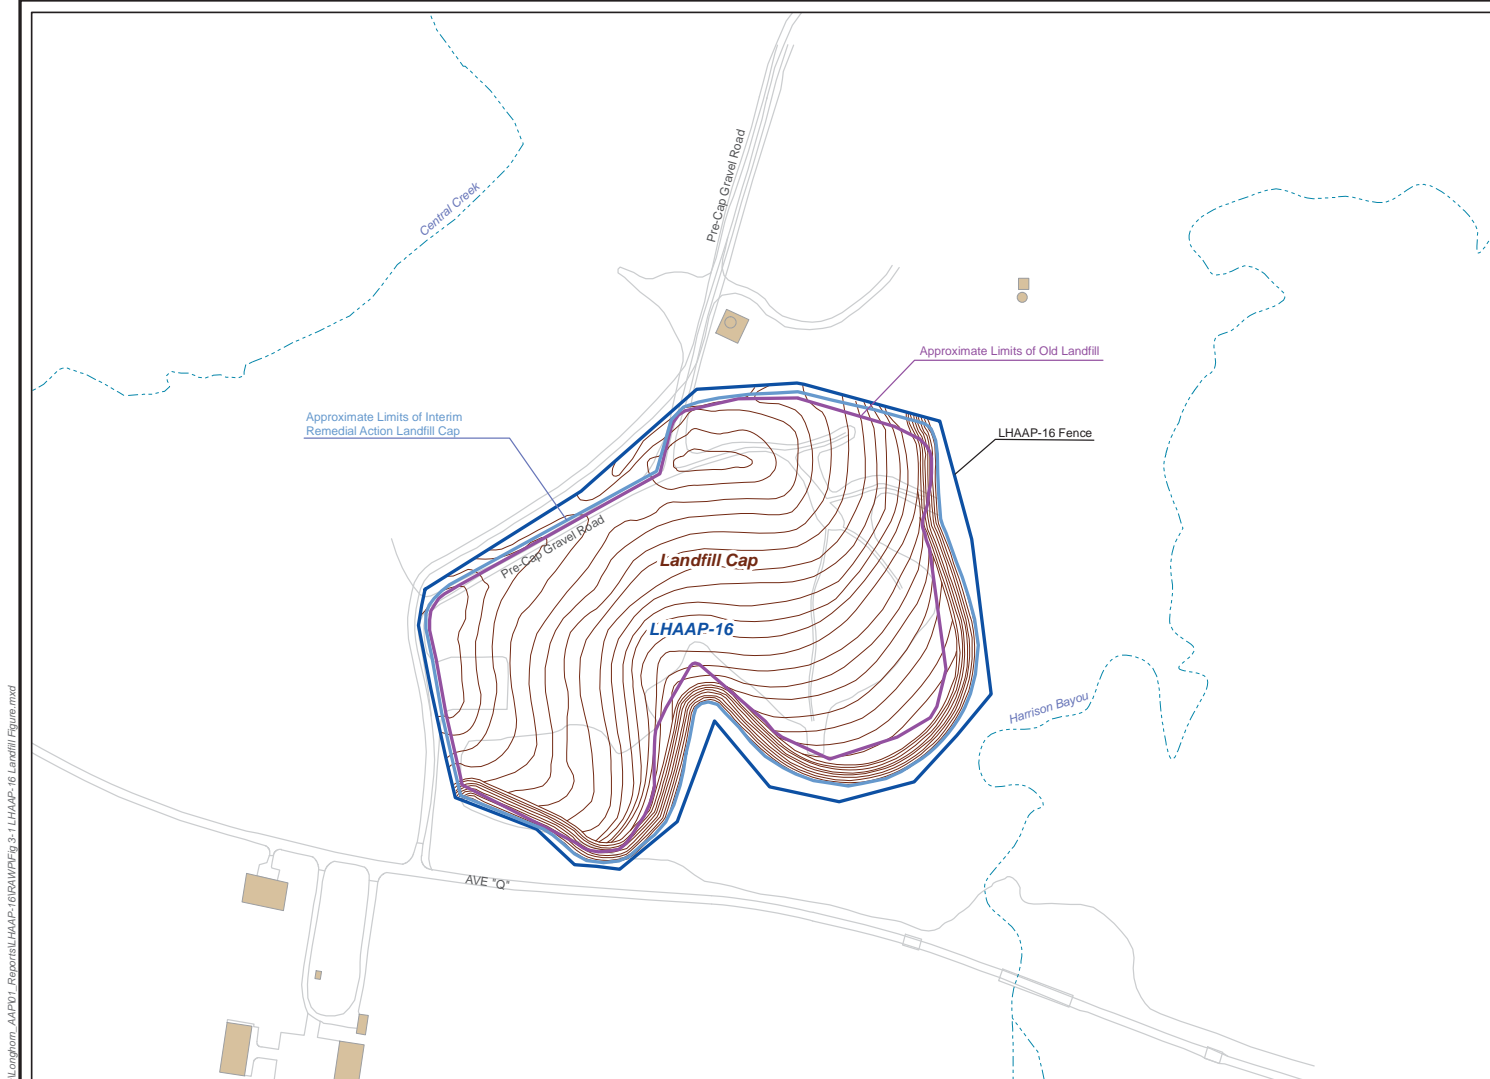 Pre-Cap Gravel Road
Central Creek
Approximate Limits of Old Landfill
Approximate Limits of Interim
Remedial Action Landfill Cap
LHAAP-16 Fence
Pre-Cap Gravel Road
Landfill Cap
LHAAP-16
Harrison Bayou
AVE "Q"
\Longhorn_AAP\01_Reports\LHAAP-16\RAWP\Fig 3-1 LHAAP-16 Landfill Figure.mxd